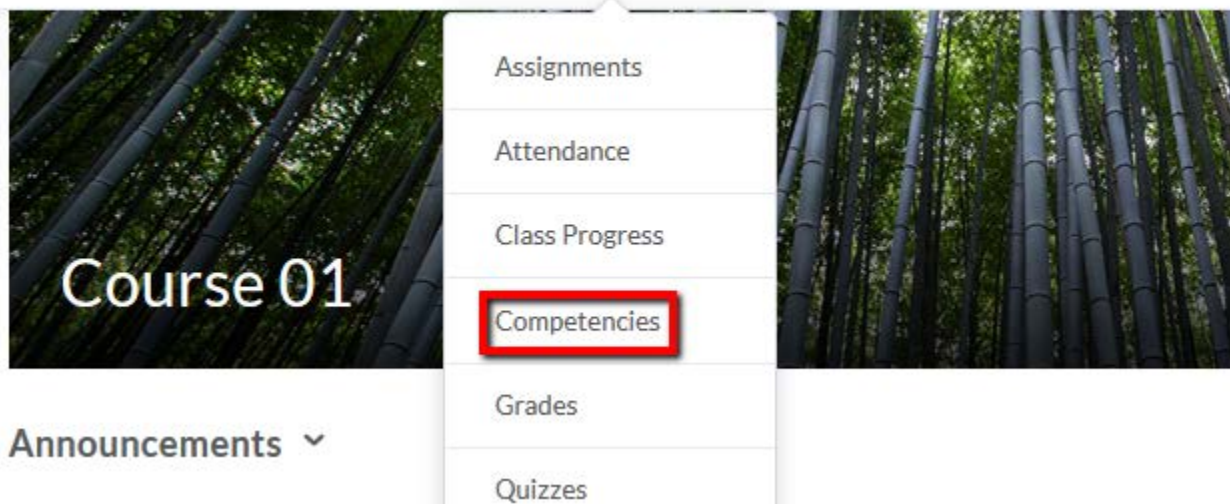 Assignments
Attendance
Class Progress
Course 01
Competencies
Grades
Announcements
Quizzes